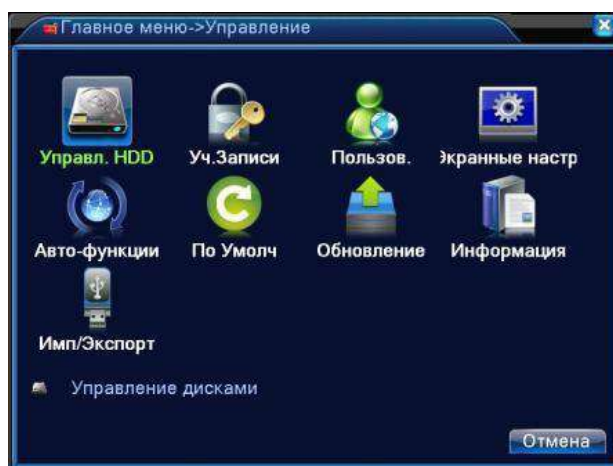 Главное меню->Управление
Управл. HDD Уч.Записи Пользов. Экранные настр
Авто-функции По Умолч Обновление Информация
Имп/Экспорт
Управление дисками
Отмена